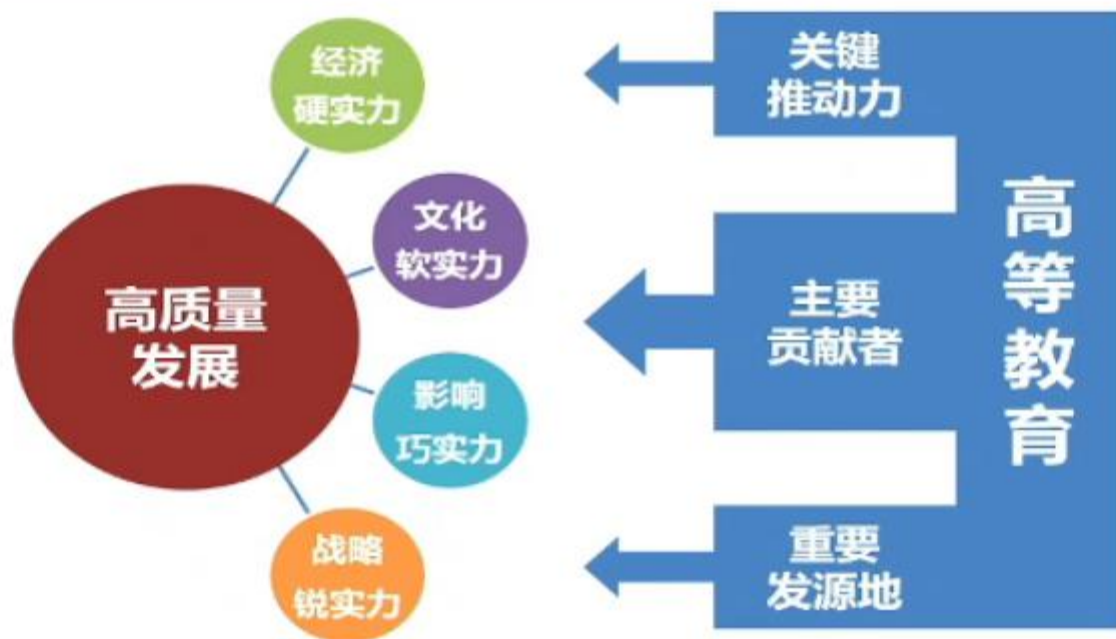 高质量
发展
经济
硬实力
文化
软实力
影响
巧实力
战略
锐实力
关键
推动力
主要
贡献者
重要
发源地
高等教育